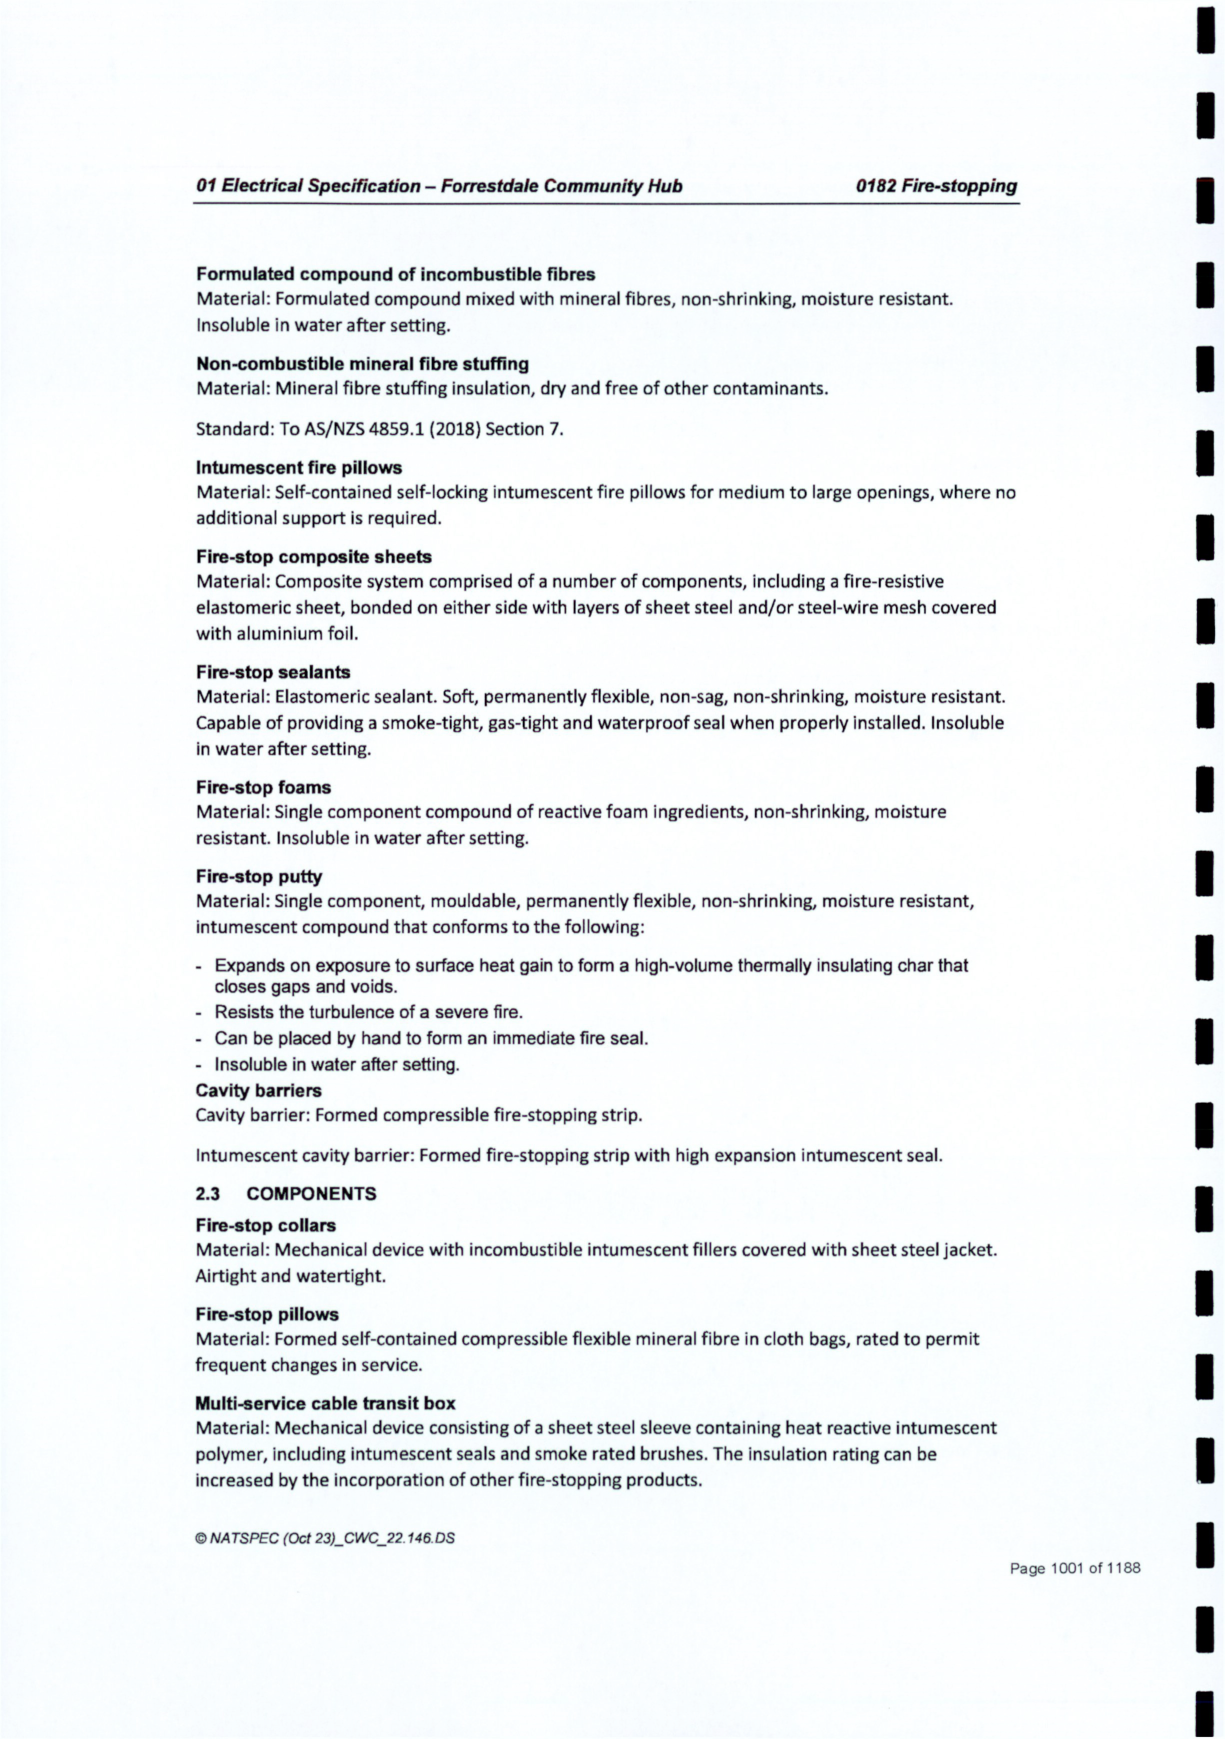 01 Electrical Specification – Forrestdale Community Hub 0182 Fire-stopping
Formulated compound of incombustible fibres
Material: Formulated compound mixed with mineral fibres, non-shrinking, moisture resistant.
Insoluble in water after setting.
Non-combustible mineral fibre stuffing
Material: Mineral fibre stuffing insulation, dry and free of other contaminants.
Standard: To AS/NZS 4859.1 (2018) Section 7.
Intumescent fire pillows
Material: Self-contained self-locking intumescent fire pillows for medium to large openings, where no
additional support is required.
Fire-stop composite sheets
Material: Composite system comprised of a number of components, including a fire-resistive
elastomeric sheet, bonded on either side with layers of sheet steel and/or steel-wire mesh covered
with aluminium foil.
Fire-stop sealants
Material: Elastomeric sealant. Soft, permanently flexible, non-sag, non-shrinking, moisture resistant.
Capable of providing a smoke-tight, gas-tight and waterproof seal when properly installed. Insoluble
in water after setting.
Fire-stop foams
Material: Single component compound of reactive foam ingredients, non-shrinking, moisture
resistant. Insoluble in water after setting.
Fire-stop putty
Material: Single component, mouldable, permanently flexible, non-shrinking, moisture resistant,
intumescent compound that conforms to the following:
- Expands on exposure to surface heat gain to form a high-volume thermally insulating char that
closes gaps and voids.
- Resists the turbulence of a severe fire.
- Can be placed by hand to form an immediate fire seal.
- Insoluble in water after setting.
Cavity barriers
Cavity barrier: Formed compressible fire-stopping strip.
Intumescent cavity barrier: Formed fire-stopping strip with high expansion intumescent seal.
2.3 COMPONENTS
Fire-stop collars
Material: Mechanical device with incombustible intumescent fillers covered with sheet steel jacket.
Airtight and watertight.
Fire-stop pillows
Material: Formed self-contained compressible flexible mineral fibre in cloth bags, rated to permit
frequent changes in service.
Multi-service cable transit box
Material: Mechanical device consisting of a sheet steel sleeve containing heat reactive intumescent
polymer, including intumescent seals and smoke rated brushes. The insulation rating can be
increased by the incorporation of other fire-stopping products.
© NATSPEC (Oct 23)_CWC_22.146.DS
Page 1001 of 1188